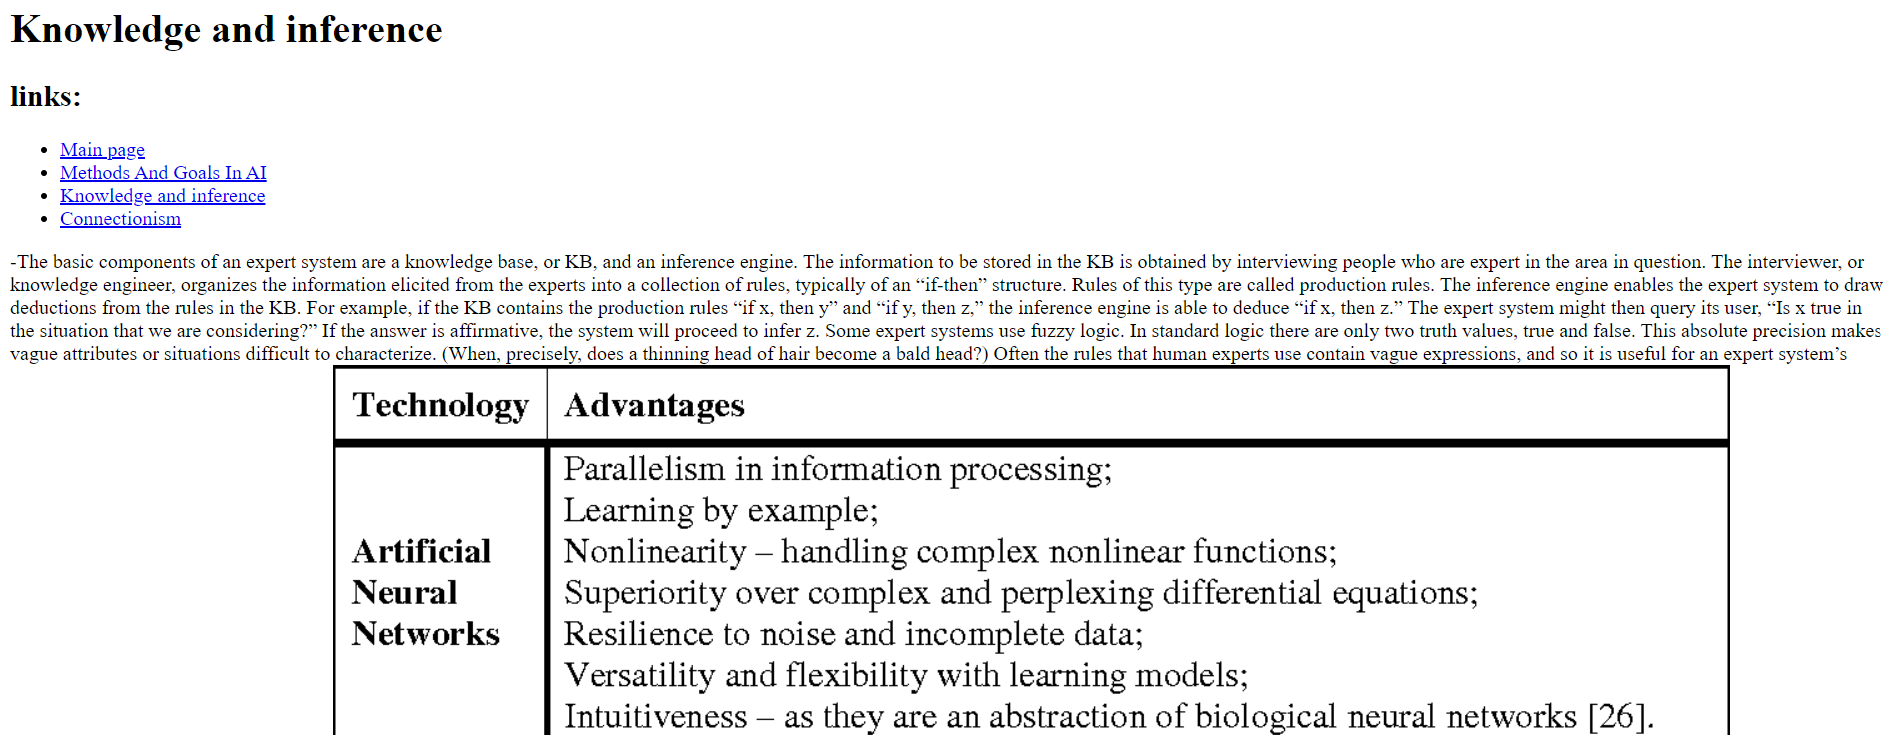 Knowledge and inference
links:
Main page
Methods And Goals In AI
Knowledge and inference
Connectionism
-The basic components of an expert system are a knowledge base, or KB, and an inference engine. The information to be stored in the KB is obtained by interviewing people who are expert in the area in question. The interviewer, or
knowledge engineer, organizes the information elicited from the experts into a collection of rules, typically of an “if-then” structure. Rules of this type are called production rules. The inference engine enables the expert system to draw
deductions from the rules in the KB. For example, if the KB contains the production rules “if x, then y” and “if y, then z,” the inference engine is able to deduce “if x, then z.” The expert system might then query its user, “Is x true in
the situation that we are considering?” If the answer is affirmative, the system will proceed to infer z. Some expert systems use fuzzy logic. In standard logic there are only two truth values, true and false. This absolute precision makes
vague attributes or situations difficult to characterize. (When, precisely, does a thinning head of hair become a bald head?) Often the rules that human experts use contain vague expressions, and so it is useful for an expert system’s
Technology Advantages
Parallelism in information processing;
Learning by example;
Artificial Nonlinearity – handling complex nonlinear functions;
Neural Superiority over complex and perplexing differential equations;
Networks Resilience to noise and incomplete data;
Versatility and flexibility with learning models;
Intuitiveness – as they are an abstraction of biological neural networks [26].